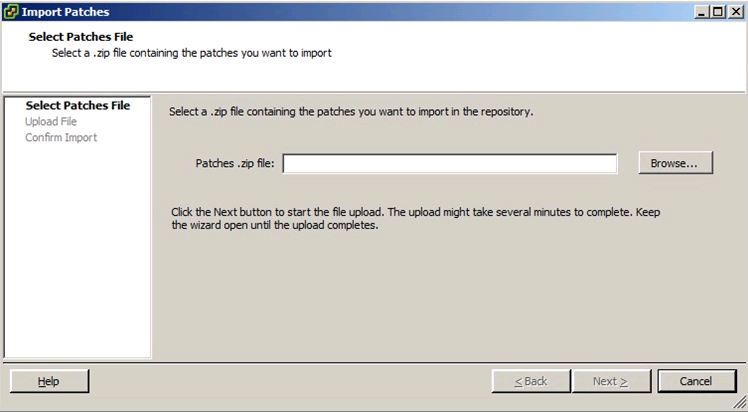 Import Patches
Select Patches File
Select a .zip file containing the patches you want to import
Select Patches File
Upload File
Confirm Import
Select a .zip file containing the patches you want to import in the repository.
Patches .zip file:
Browse...
Click the Next button to start the file upload. The upload might take several minutes to complete. Keep
the wizard open until the upload completes.
Help
< Back
Next >
Cancel